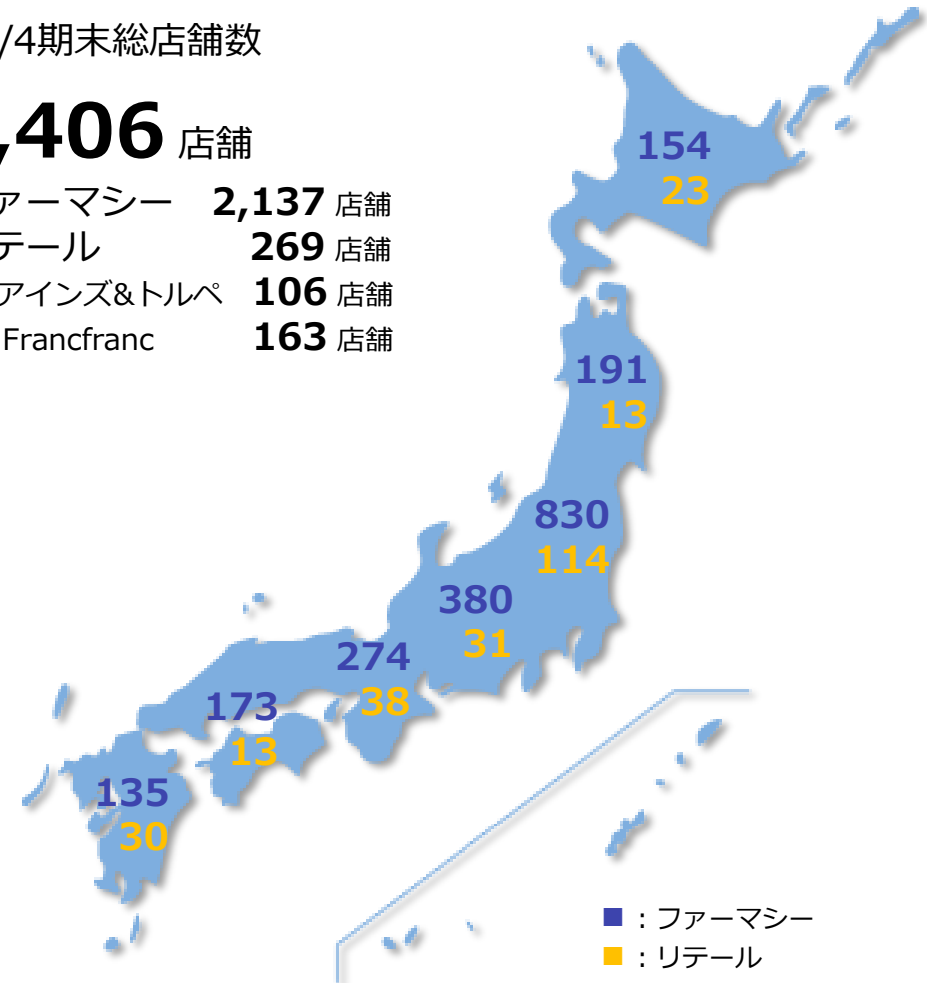 /4期末総店舗数
,406 店舗
ァーマシー 2,137 店舗
テール 269 店舗
アインズ&トルペ 106 店舗
Francfranc 163 店舗
154
23
191
13
830
114
380
31
274
38
173
13
135
30
■：ファーマシー
■：リテール